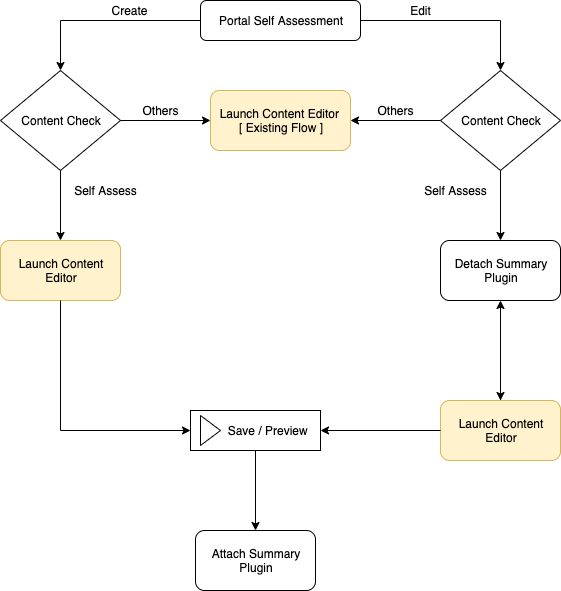 Create
Portal Self Assessment
Edit
Content Check
Others
Launch Content Editor
[ Existing Flow ]
Others
Content Check
Self Assess
Self Assess
Launch Content
Editor
Detach Summary
Plugin
Save / Preview
Launch Content
Editor
Attach Summary
Plugin